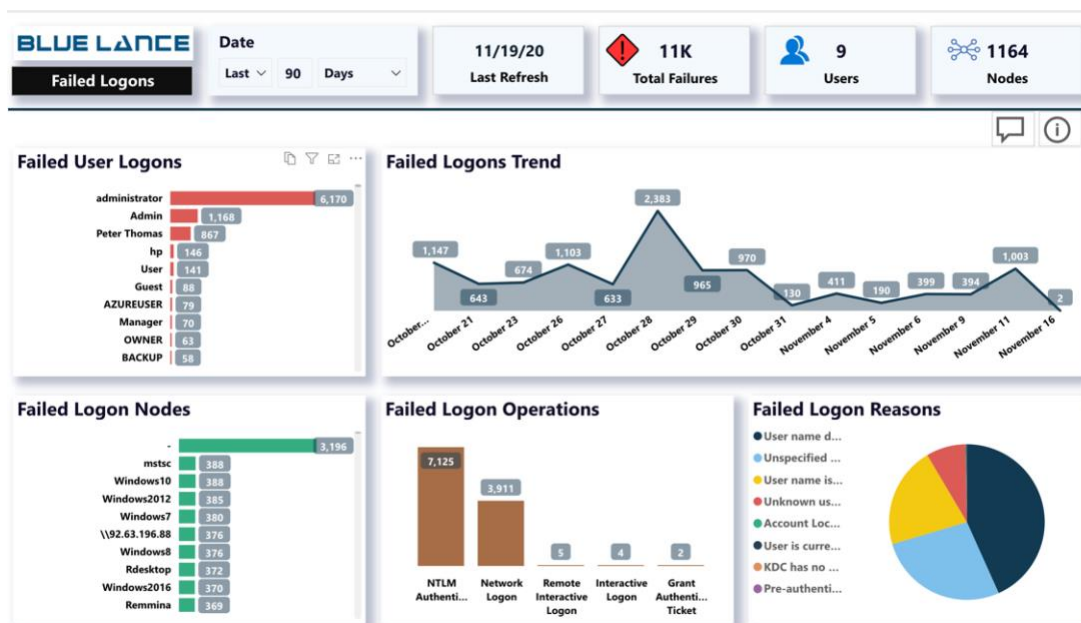 BLUE LANCE
Failed Logons
Date
Last 90 Days
11/19/20
Last Refresh
11K
Total Failures
9
Users
1164
Nodes
Failed User Logons
administrator 6,170
Admin 1,168
Peter Thomas 867
hp 146
User 141
Guest 88
AZUREUSER 79
Manager 70
OWNER 63
BACKUP 58
Failed Logons Trend
1,147
643
674
1,103
633
2,383
965
970
130
411
190
399
394
1,003
2
October...
October 21
October 23
October 26
October 27
October 28
October 29
October 30
October 31
November 4
November 5
November 6
November 9
November 11
November 16
Failed Logon Nodes
- 3,196
mstsc 388
Windows10 388
Windows2012 385
Windows7 380
\\92.63.196.88 376
Windows8 376
Rdesktop 372
Windows2016 370
Remmina 369
Failed Logon Operations
7,125
3,911
5
4
2
NTLM
Authenti...
Network
Logon
Remote
Interactive
Logon
Interactive
Logon
Grant
Authenti...
Ticket
Failed Logon Reasons
User name d...
Unspecified ...
User name is...
Unknown us...
Account Loc...
User is curre...
KDC has no ...
Pre-authenti...